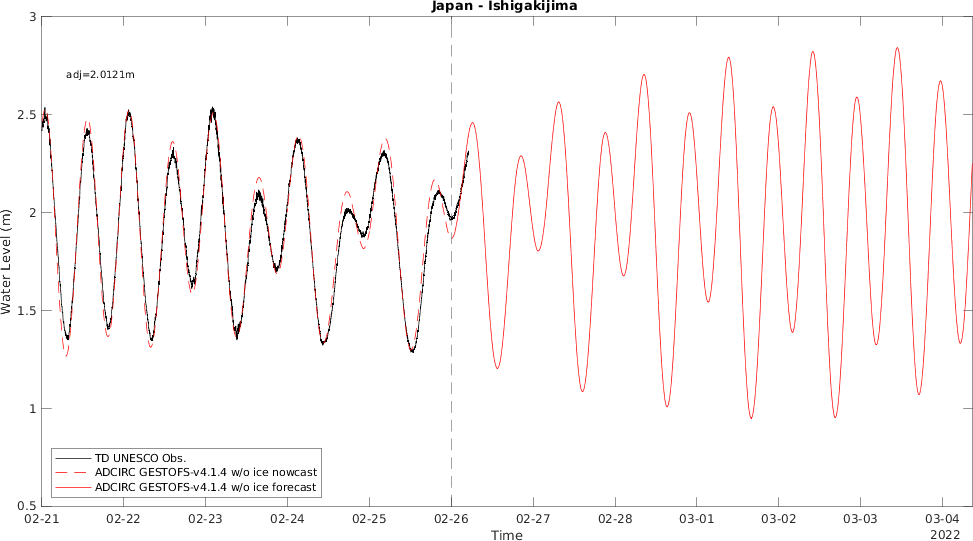 Japan - Ishigakijima
adj=2.0121m
Water Level (m)
3
2.5
2
1.5
1
0.5
TD UNESCO Obs.
ADCIRC GESTOFS-v4.1.4 w/o ice nowcast
ADCIRC GESTOFS-v4.1.4 w/o ice forecast
02-21 02-22 02-23 02-24 02-25 02-26 02-27 02-28 03-01 03-02 03-03 03-04
Time
2022